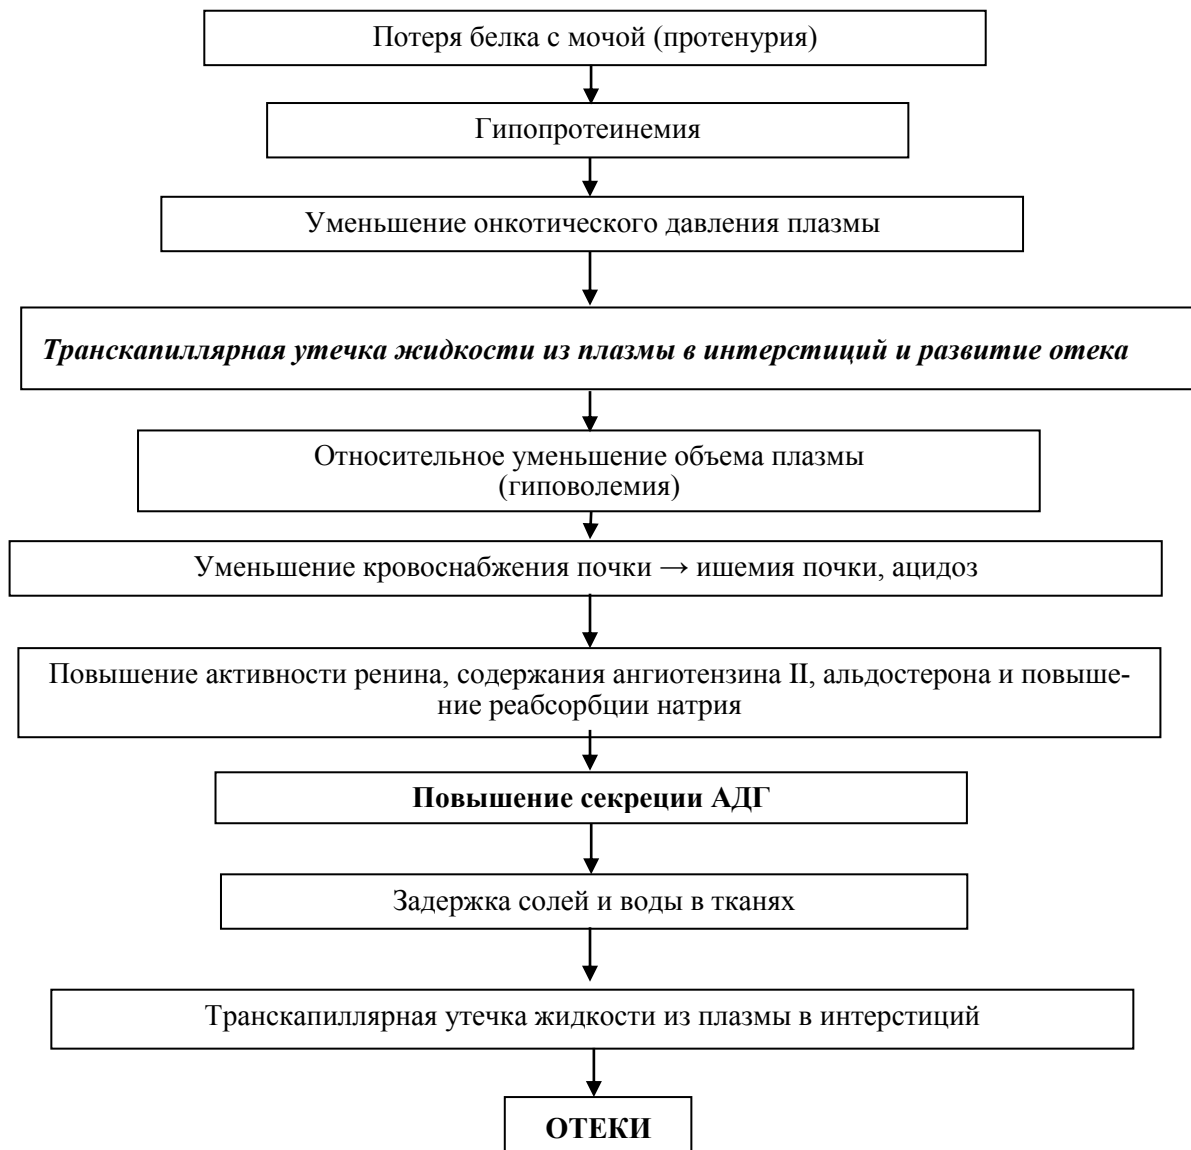 Потеря белка с мочой (протенурия)
Гипопротеинемия
Уменьшение онкотического давления плазмы
Транскапиллярная утечка жидкости из плазмы в интерстиций и развитие отека
Относительное уменьшение объема плазмы
(гиповолемия)
Уменьшение кровоснабжения почки → ишемия почки, ацидоз
Повышение активности ренина, содержания ангиотензина II, альдостерона и повыше-
ние реабсорбции натрия
Повышение секреции АДГ
Задержка солей и воды в тканях
Транскапиллярная утечка жидкости из плазмы в интерстиций
ОТЕКИ